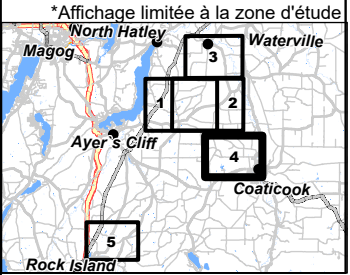 *Affichage limitée à la zone d'étude
North Hatley
Waterville
Magog
3
1
2
Ayer's Cliff
4
Coaticook
5
Rock Island